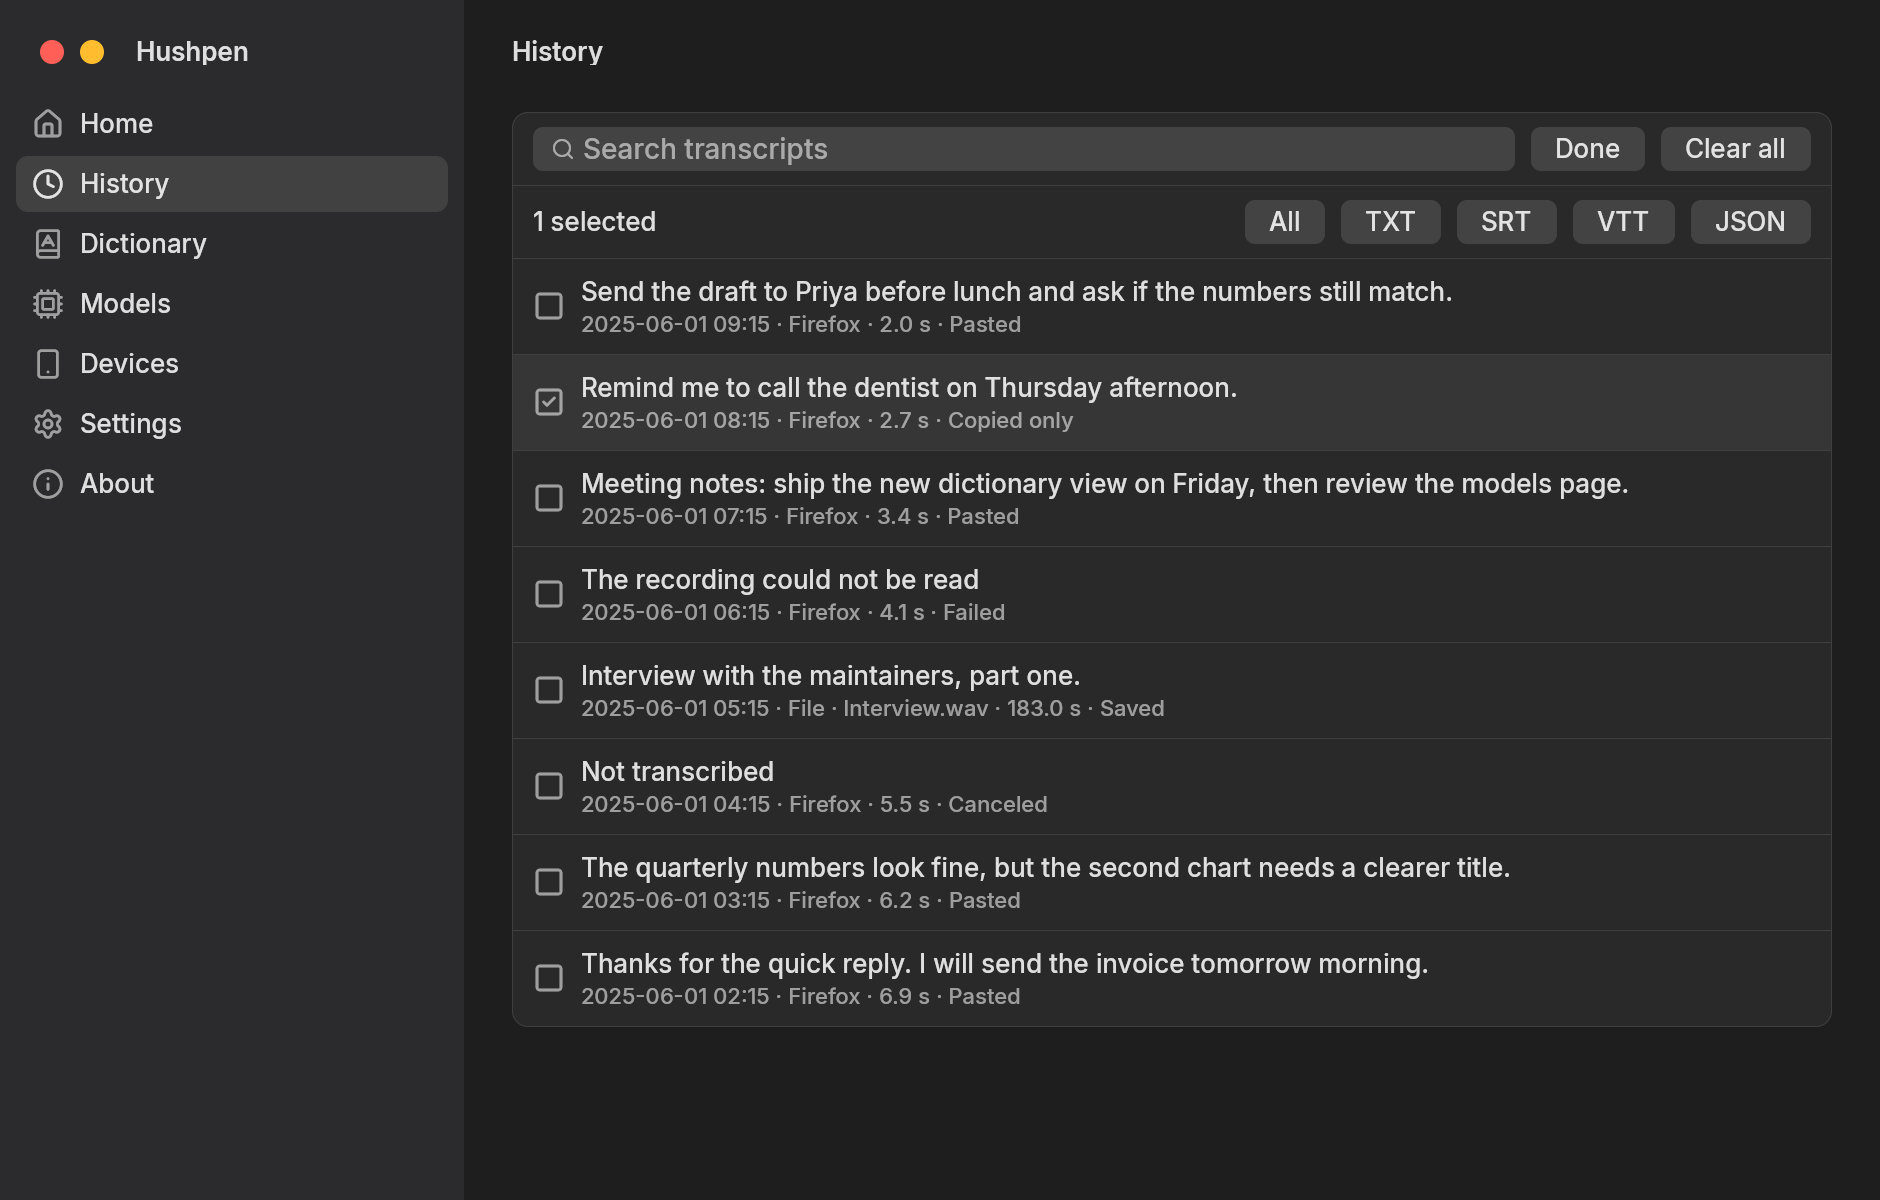 Hushpen
Home
History
Dictionary
Models
Devices
Settings
About
History
Search transcripts
Done
Clear all
1 selected
All
TXT
SRT
VTT
JSON
Send the draft to Priya before lunch and ask if the numbers still match.
2025-06-01 09:15 · Firefox · 2.0 s · Pasted
Remind me to call the dentist on Thursday afternoon.
2025-06-01 08:15 · Firefox · 2.7 s · Copied only
Meeting notes: ship the new dictionary view on Friday, then review the models page.
2025-06-01 07:15 · Firefox · 3.4 s · Pasted
The recording could not be read
2025-06-01 06:15 · Firefox · 4.1 s · Failed
Interview with the maintainers, part one.
2025-06-01 05:15 · File · Interview.wav · 183.0 s · Saved
Not transcribed
2025-06-01 04:15 · Firefox · 5.5 s · Canceled
The quarterly numbers look fine, but the second chart needs a clearer title.
2025-06-01 03:15 · Firefox · 6.2 s · Pasted
Thanks for the quick reply. I will send the invoice tomorrow morning.
2025-06-01 02:15 · Firefox · 6.9 s · Pasted